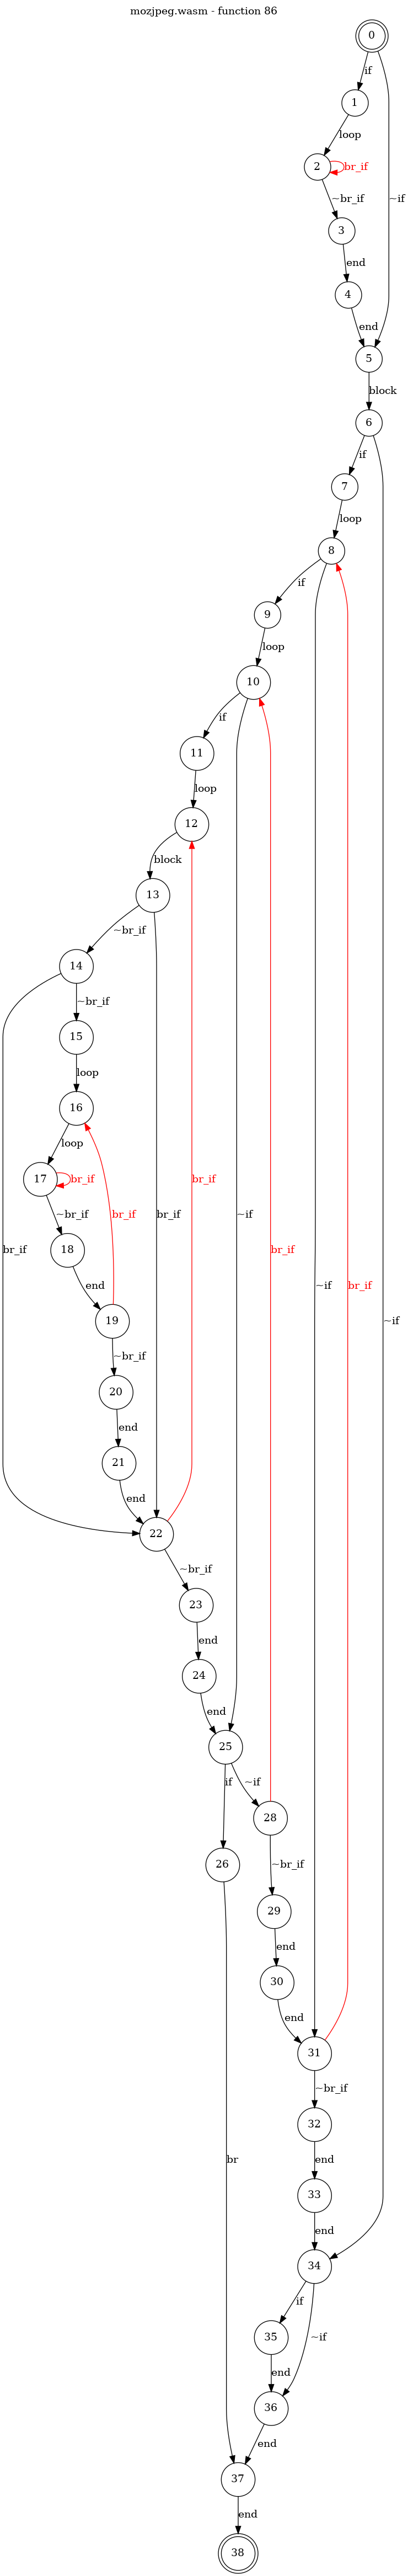 mozjpeg.wasm - function 86
0
if
1
loop
2
br_if
~if
~br_if
3
end
4
end
5
block
6
if
7
loop
8
if
9
loop
10
if
11
loop
12
block
13
~br_if
14
~br_if
15
loop
16
loop
17
br_if
~br_if
18
br_if
br_if
br_if
br_if
~if
br_if
~if
br_if
~if
end
19
~br_if
20
end
21
end
22
~br_if
23
end
24
end
25
if
~if
28
26
~br_if
29
end
30
end
31
~br_if
32
br
end
33
end
34
if
35
~if
end
36
end
37
end
38